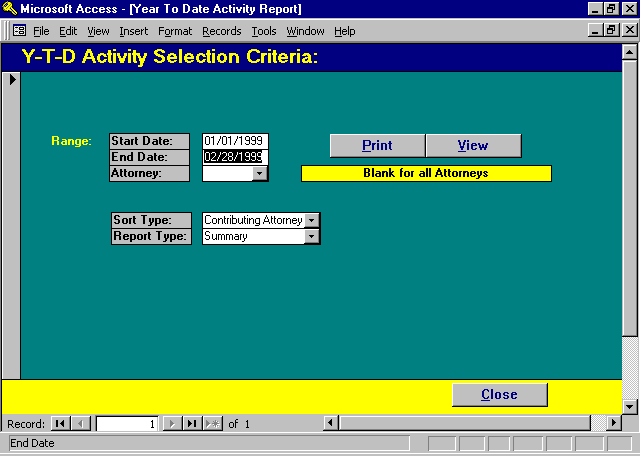 Microsoft Access - [Year To Date Activity Report]
File Edit View Insert Format Records Tools Window Help
Y-T-D Activity Selection Criteria:
Range: Start Date: 01/01/1999 Print View
End Date: 02/28/1999
Attorney: Blank for all Attorneys
Sort Type: Contributing Attorney
Report Type: Summary
Close
Record: 1 of 1
End Date